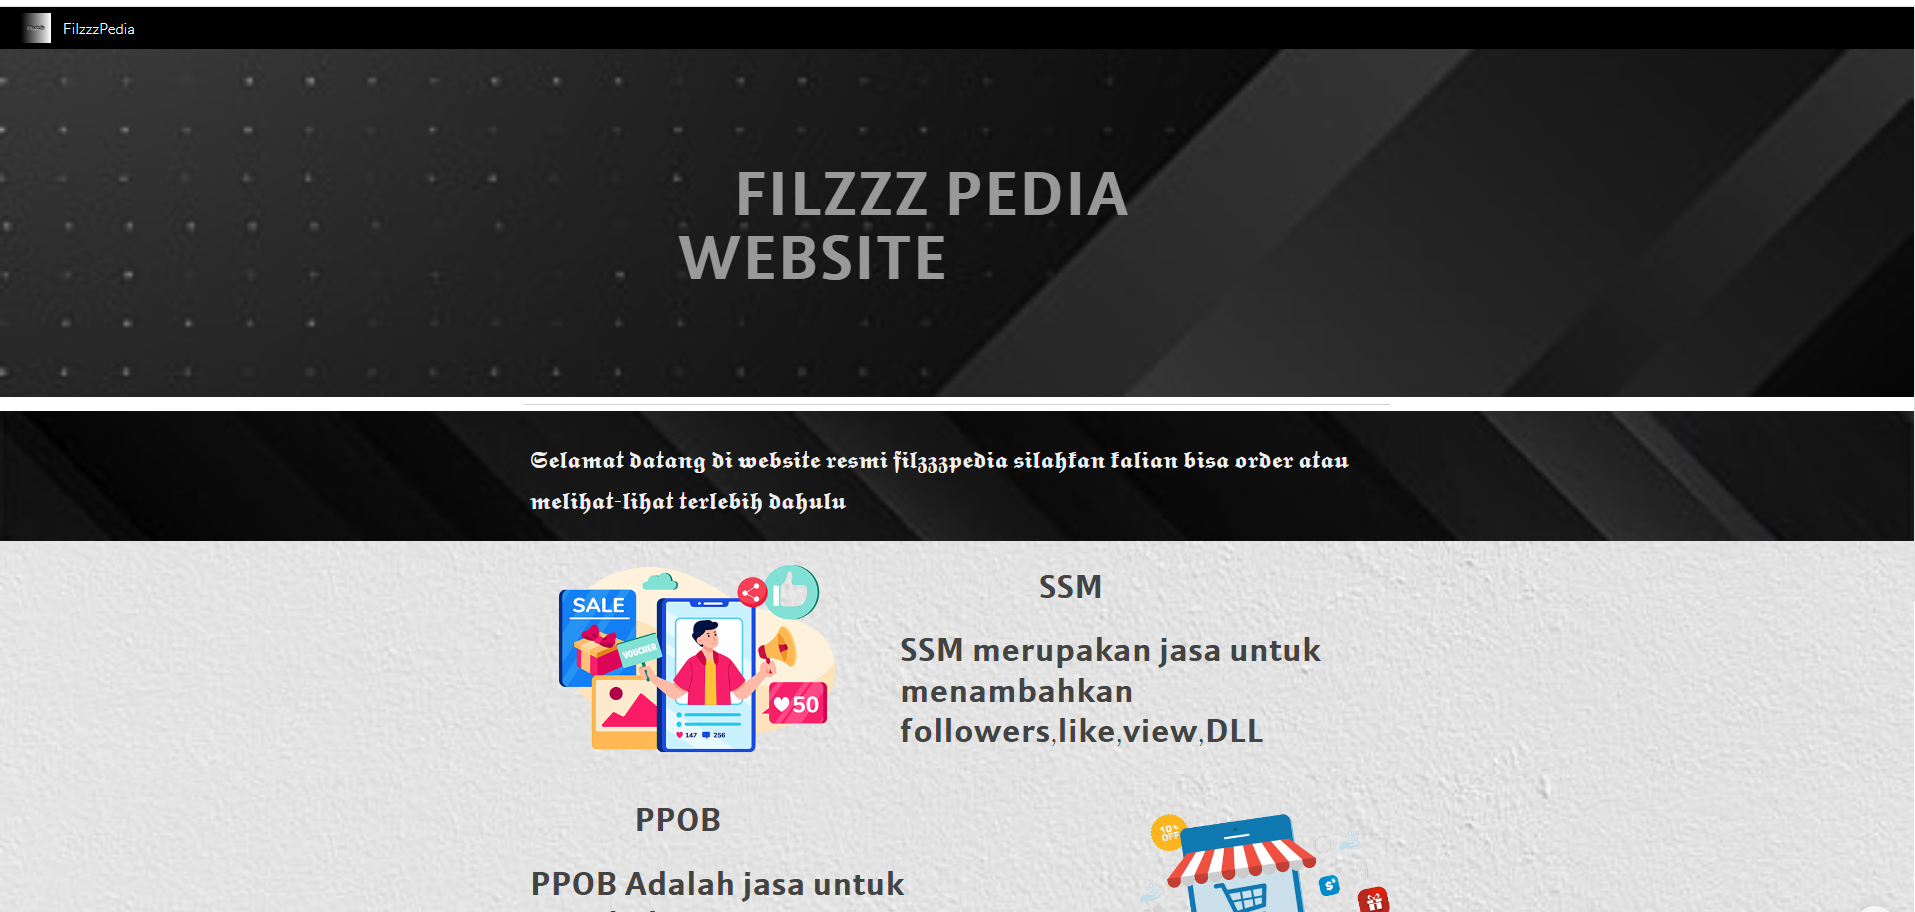 FilzzzPedia
FILZZZ PEDIA
WEBSITE
Selamat datang di website resmi filzzzpedia silahkan kalian bisa order atau
melihat-lihat terlebih dahulu
SALE
VOUCHER
50
147 256
SSM
SSM merupakan jasa untuk
menambahkan
followers,like,view,DLL
PPOB
PPOB Adalah jasa untuk
10%
OFF
$